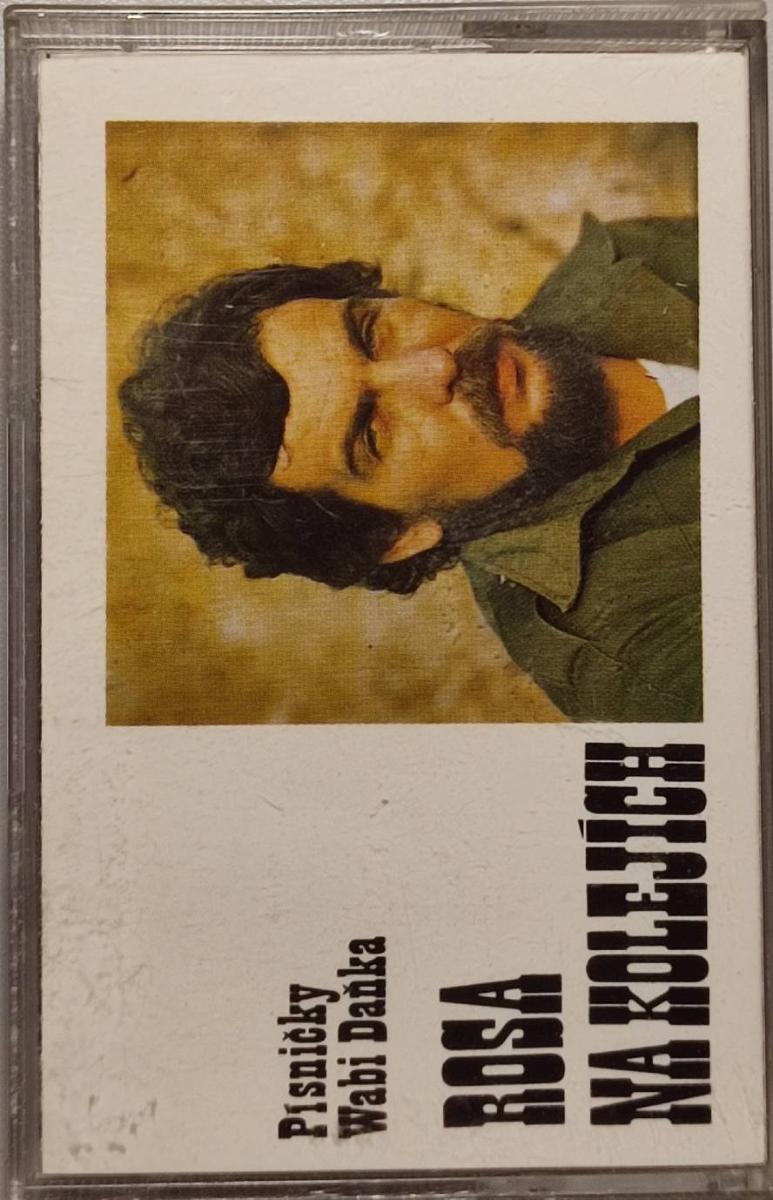 Písničky
Wabi Daňka
ROSA
NA KOLEJÍCH